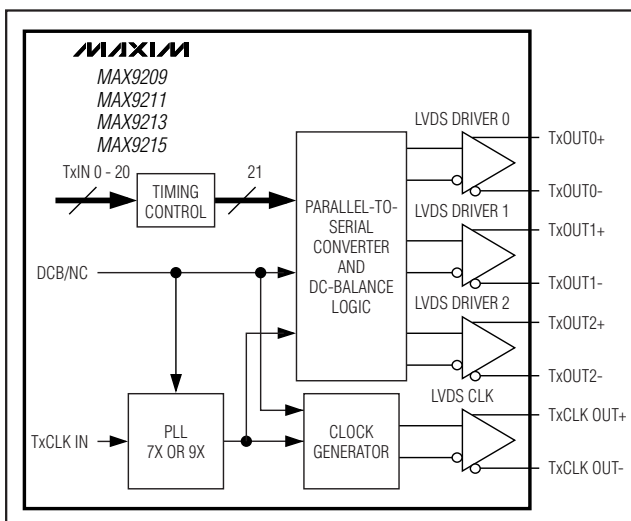 MAXIM
MAX9209
MAX9211
MAX9213
MAX9215
TxIN 0 - 20
TIMING
CONTROL
21
DCB/NC
PARALLEL-TO-
SERIAL
CONVERTER
AND
DC-BALANCE
LOGIC
TxCLK IN
PLL
7X OR 9X
CLOCK
GENERATOR
LVDS DRIVER 0
TxOUT0+
TxOUT0-
LVDS DRIVER 1
TxOUT1+
TxOUT1-
LVDS DRIVER 2
TxOUT2+
TxOUT2-
LVDS CLK
TxCLK OUT+
TxCLK OUT-